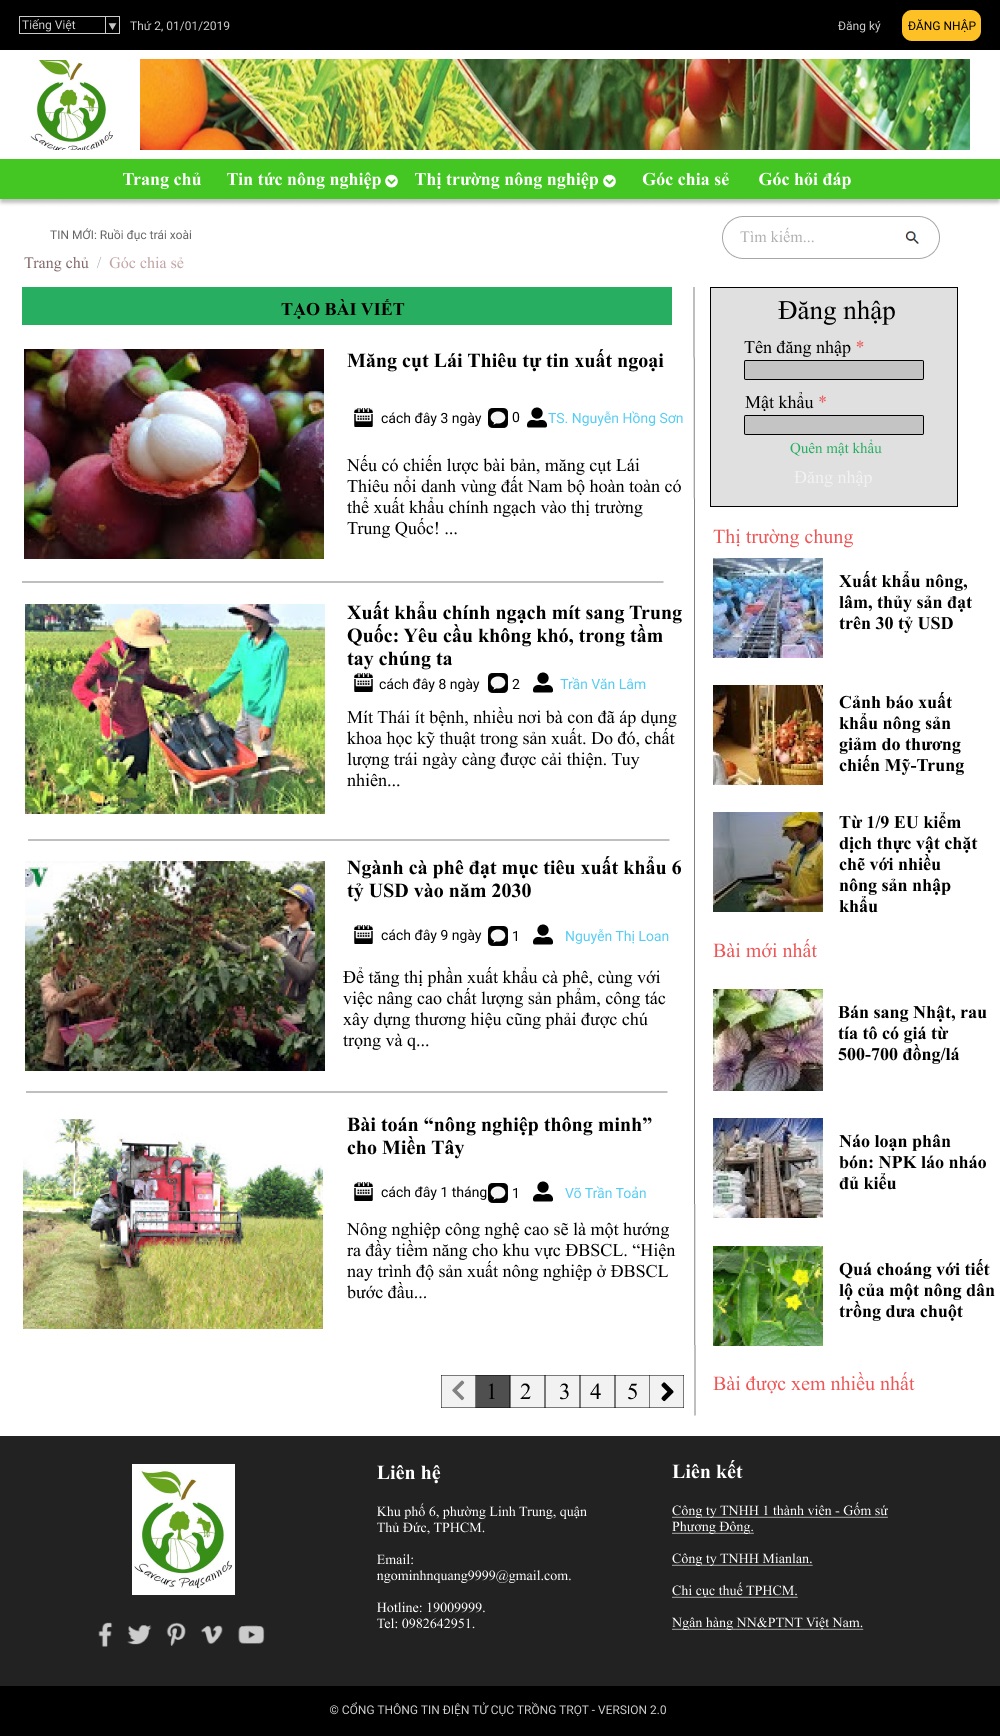 Tiếng Việt
Thứ 2, 01/01/2019
Đăng ký
ĐĂNG NHẬP
Saveurs Paysannes
Trang chủ
Tin tức nông nghiệp
Thị trường nông nghiệp
Góc chia sẻ
Góc hỏi đáp
TIN MỚI: Ruồi đục trái xoài
Tìm kiếm...
Trang chủ / Góc chia sẻ
TẠO BÀI VIẾT
Măng cụt Lái Thiêu tự tin xuất ngoại
cách đây 3 ngày 0 TS. Nguyễn Hồng Sơn
Nếu có chiến lược bài bản, măng cụt Lái
Thiêu nổi danh vùng đất Nam bộ hoàn toàn có
thể xuất khẩu chính ngạch vào thị trường
Trung Quốc! ...
Xuất khẩu chính ngạch mít sang Trung
Quốc: Yêu cầu không khó, trong tầm
tay chúng ta
cách đây 8 ngày 2 Trần Văn Lâm
Mít Thái ít bệnh, nhiều nơi bà con đã áp dụng
khoa học kỹ thuật trong sản xuất. Do đó, chất
lượng trái ngày càng được cải thiện. Tuy
nhiên...
V
Ngành cà phê đạt mục tiêu xuất khẩu 6
tỷ USD vào năm 2030
cách đây 9 ngày 1 Nguyễn Thị Loan
Để tăng thị phần xuất khẩu cà phê, cùng với
việc nâng cao chất lượng sản phẩm, công tác
xây dựng thương hiệu cũng phải được chú
trọng và q...
Bài toán “nông nghiệp thông minh”
cho Miền Tây
cách đây 1 tháng 1 Võ Trần Toản
Nông nghiệp công nghệ cao sẽ là một hướng
ra đầy tiềm năng cho khu vực ĐBSCL. “Hiện
nay trình độ sản xuất nông nghiệp ở ĐBSCL
bước đầu...
1 2 3 4 5
Đăng nhập
Tên đăng nhập *
Mật khẩu *
Quên mật khẩu
Đăng nhập
Thị trường chung
Xuất khẩu nông,
lâm, thủy sản đạt
trên 30 tỷ USD
Cảnh báo xuất
khẩu nông sản
giảm do thương
chiến Mỹ-Trung
Từ 1/9 EU kiểm
dịch thực vật chặt
chẽ với nhiều
nông sản nhập
khẩu
Bài mới nhất
Bán sang Nhật, rau
tía tô có giá từ
500-700 đồng/lá
Náo loạn phân
bón: NPK láo nháo
đủ kiểu
Quá choáng với tiết
lộ của một nông dân
trồng dưa chuột
Bài được xem nhiều nhất
Saveurs Paysannes
Liên hệ
Khu phố 6, phường Linh Trung, quận
Thủ Đức, TPHCM.
Email:
ngominhnquang9999@gmail.com.
Hotline: 19009999.
Tel: 0982642951.
Liên kết
Công ty TNHH 1 thành viên - Gốm sứ
Phương Đông.
Công ty TNHH Mianlan.
Chi cục thuế TPHCM.
Ngân hàng NN&PTNT Việt Nam.
© CỔNG THÔNG TIN ĐIỆN TỬ CỤC TRỒNG TRỌT - VERSION 2.0